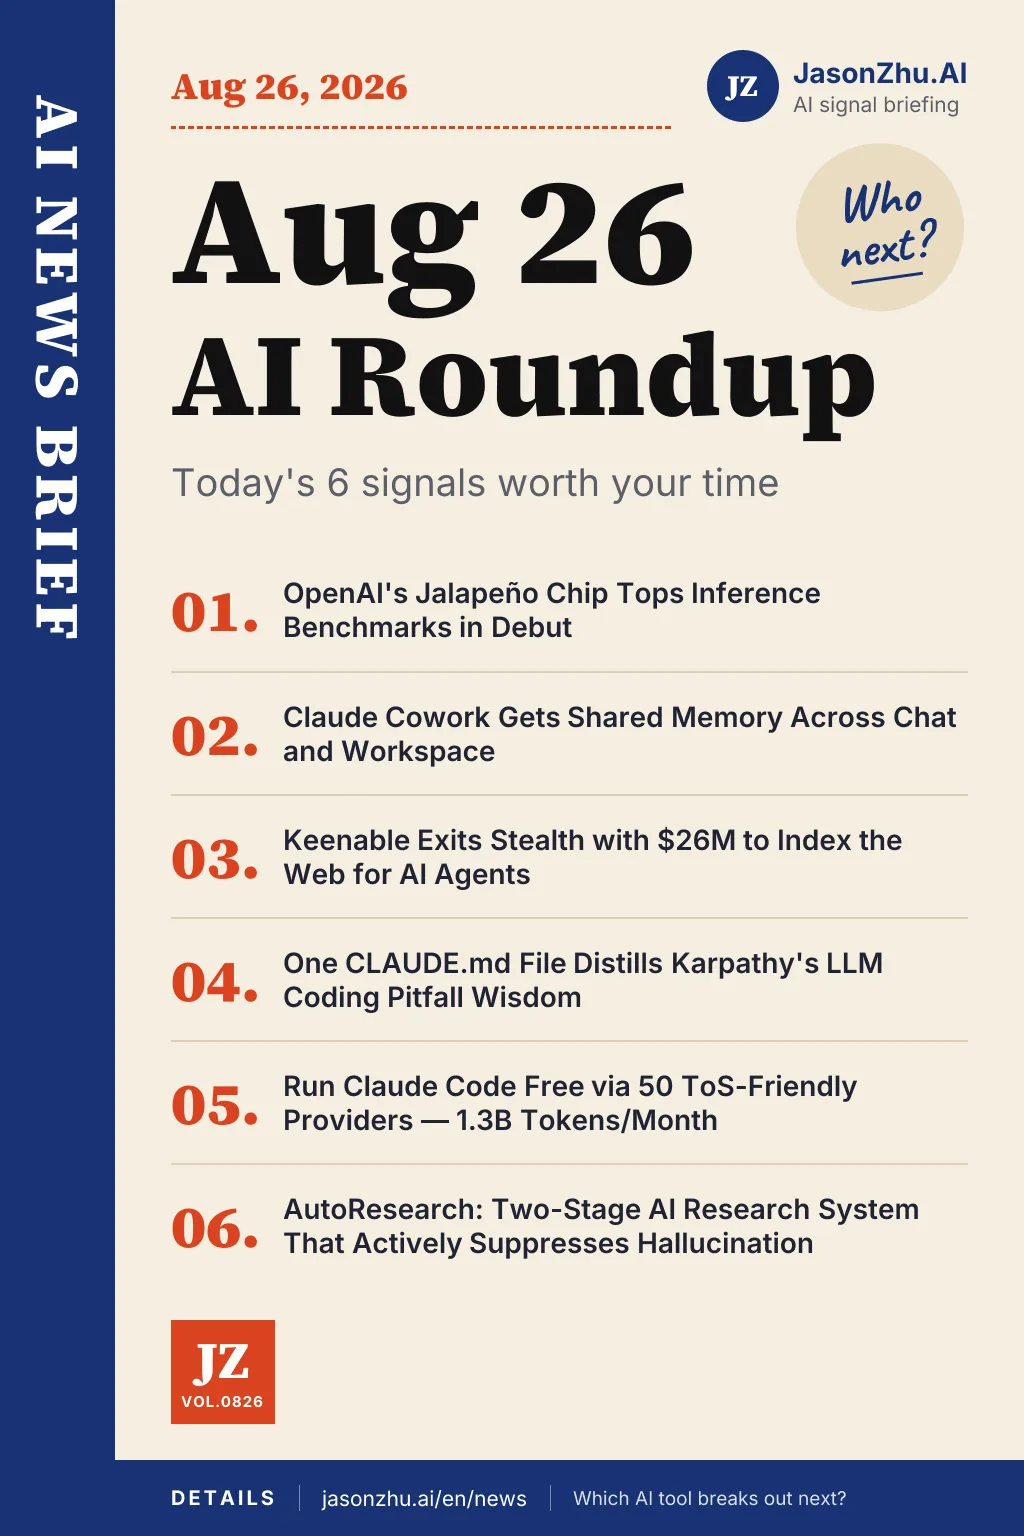 AI NEWS BRIEF
Aug 26, 2026
JZ
JasonZhu.AI
AI signal briefing
Who
next?
Aug 26
AI Roundup
Today's 6 signals worth your time
01.
OpenAI's Jalapeño Chip Tops Inference
Benchmarks in Debut
02.
Claude Cowork Gets Shared Memory Across Chat
and Workspace
03.
Keenable Exits Stealth with $26M to Index the
Web for AI Agents
04.
One CLAUDE.md File Distills Karpathy's LLM
Coding Pitfall Wisdom
05.
Run Claude Code Free via 50 ToS-Friendly
Providers — 1.3B Tokens/Month
06.
AutoResearch: Two-Stage AI Research System
That Actively Suppresses Hallucination
JZ
VOL.0826
DETAILS
jasonzhu.ai/en/news
Which AI tool breaks out next?